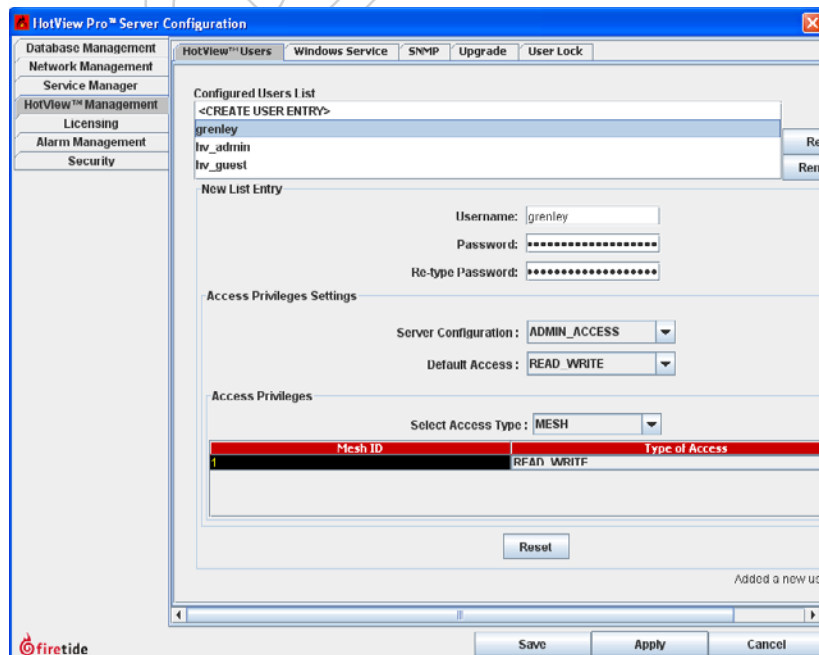 HotView Pro™ Server Configuration
Database Management
Network Management
Service Manager
HotView™ Management
Licensing
Alarm Management
Security
HotView™ Users
Windows Service
SNMP
Upgrade
User Lock
Configured Users List
<CREATE USER ENTRY>
grenley
hv_admin
hv_guest
Re
Rem
New List Entry
Username: grenley
Password:
Re-type Password:
Access Privileges Settings
Server Configuration : ADMIN_ACCESS
Default Access : READ_WRITE
Access Privileges
Select Access Type : MESH
Mesh ID Type of Access
1 READ_WRITE
Reset
Added a new us
firetide
Save Apply Cancel